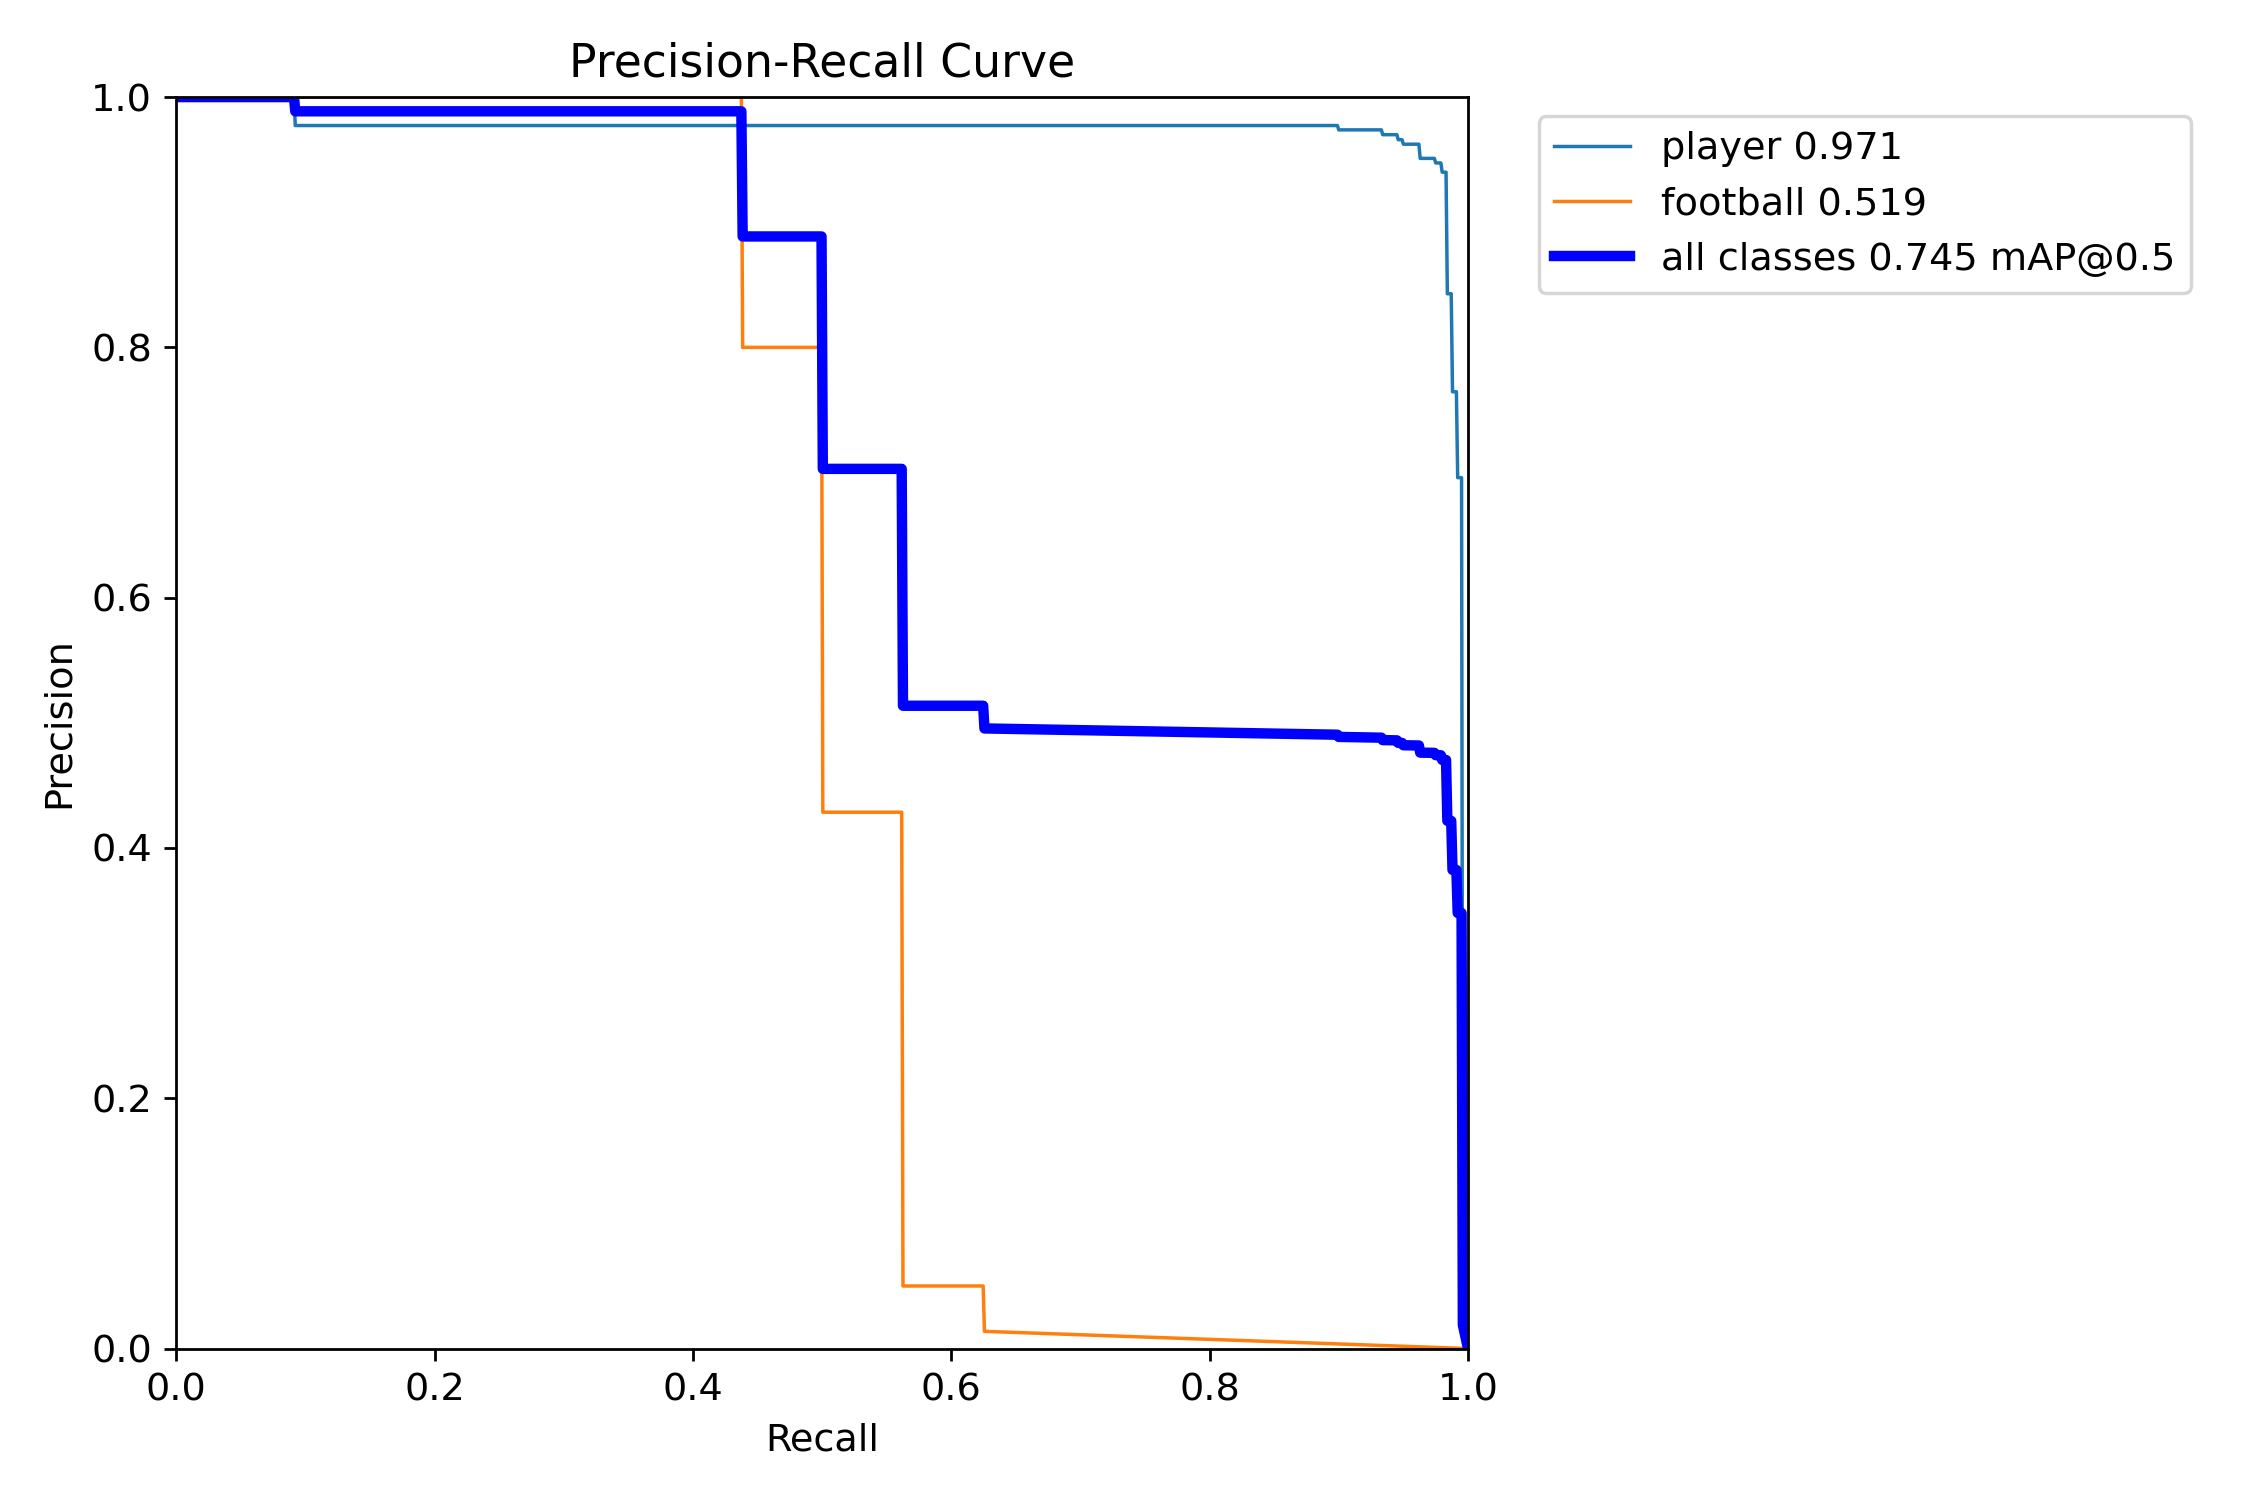 Precision-Recall Curve
1.0
0.8
0.6
0.4
0.2
0.0
Precision
0.0 0.2 0.4 0.6 0.8 1.0
Recall
player 0.971
football 0.519
all classes 0.745 mAP@0.5